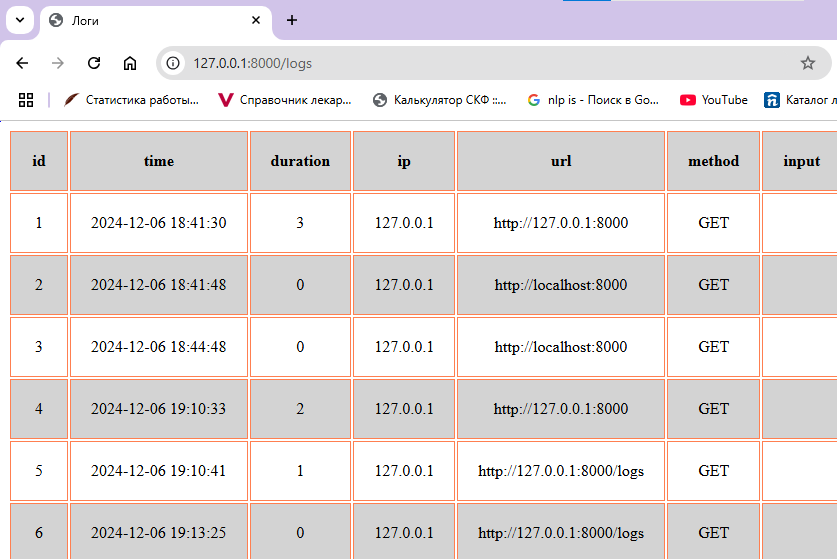 Логи
127.0.0.1:8000/logs
Статистика работы... Справочник лекар... Калькулятор СКФ ::... nlp is - Поиск в Go... YouTube Каталог л
id time duration ip url method input
1 2024-12-06 18:41:30 3 127.0.0.1 http://127.0.0.1:8000 GET
2 2024-12-06 18:41:48 0 127.0.0.1 http://localhost:8000 GET
3 2024-12-06 18:44:48 0 127.0.0.1 http://localhost:8000 GET
4 2024-12-06 19:10:33 2 127.0.0.1 http://127.0.0.1:8000 GET
5 2024-12-06 19:10:41 1 127.0.0.1 http://127.0.0.1:8000/logs GET
6 2024-12-06 19:13:25 0 127.0.0.1 http://127.0.0.1:8000/logs GET